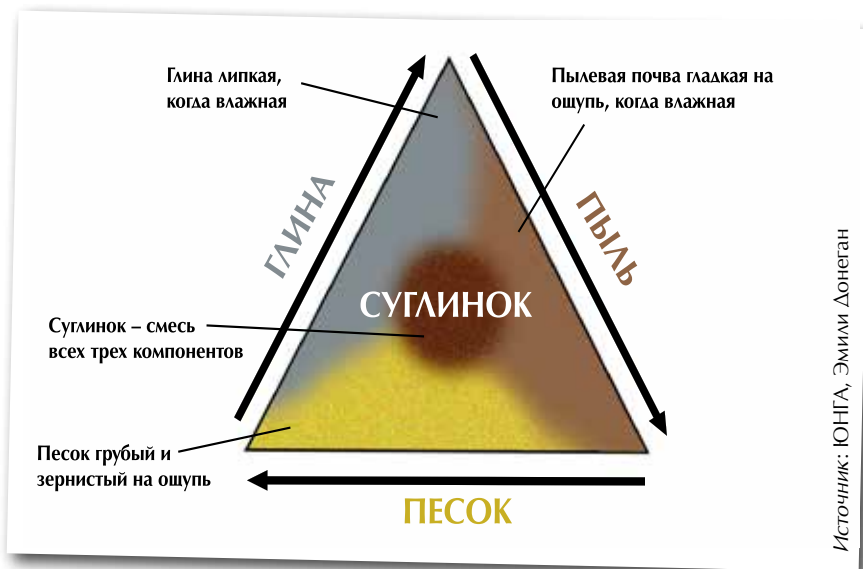 Глина липкая,
когда влажная
Пылевая почва гладкая на
ощупь, когда влажная
ГЛИНА
ПЫЛЬ
СУГЛИНОК
Суглинок – смесь
всех трех компонентов
Песок грубый и
зернистый на ощупь
ПЕСОК
Источник: ЮНГА, Эмили Донеган